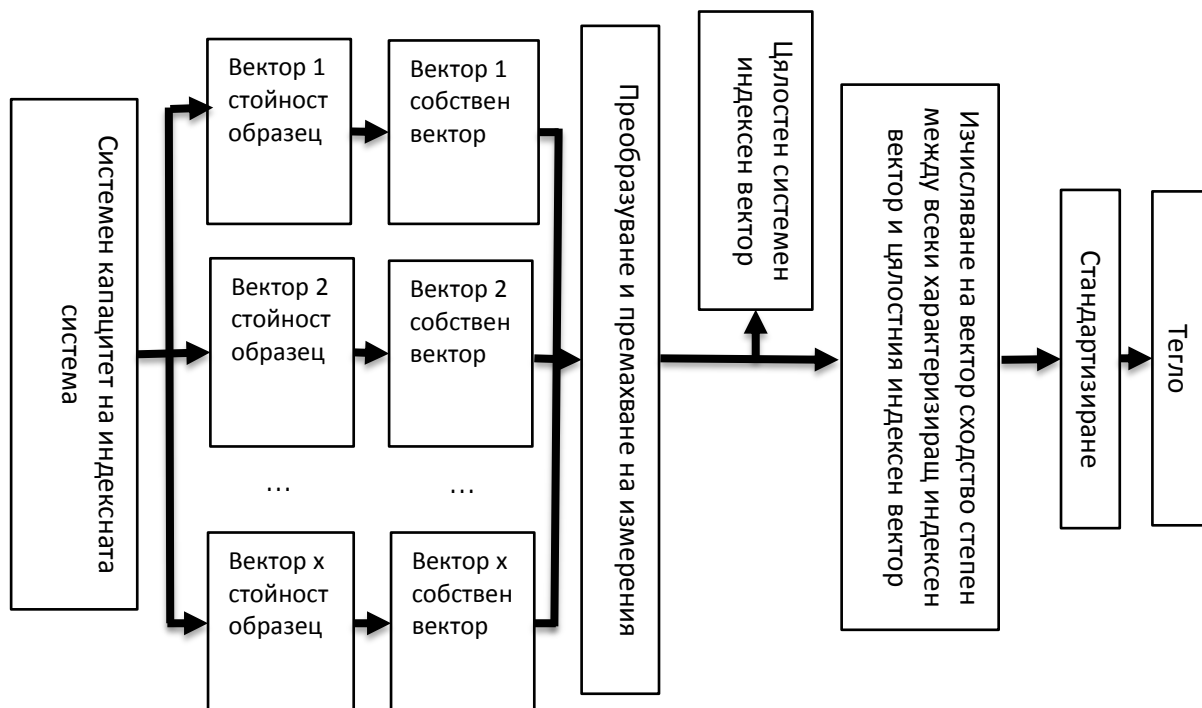 Системен капацитет на индексната
система
Вектор 1
стойност
образец
Вектор 1
собствен
вектор
Вектор 2
стойност
образец
Вектор 2
собствен
вектор
...
...
Вектор x
стойност
образец
Вектор x
собствен
вектор
Преобразуване и премахване на измерения
Цялостен системен
индексен вектор
Изчисляване на вектор сходство степен
между всеки характеризиращ индексен
вектор и цялостния индексен вектор
Стандартизиране
Тегло